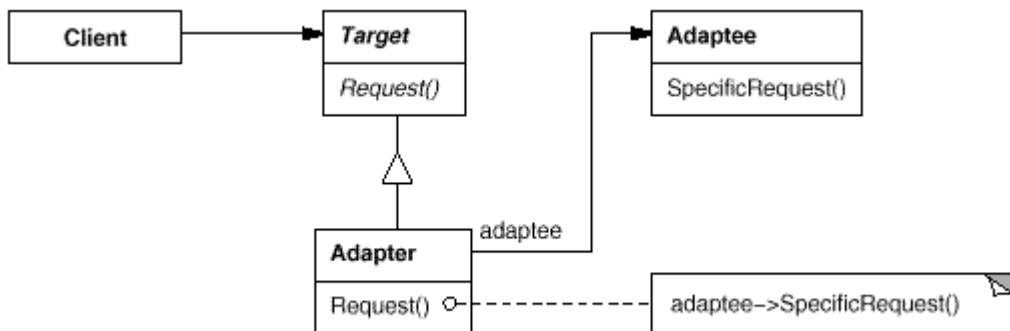 Client
Target
Request()
Adaptee
SpecificRequest()
adaptee
Adapter
Request()
adaptee->SpecificRequest()